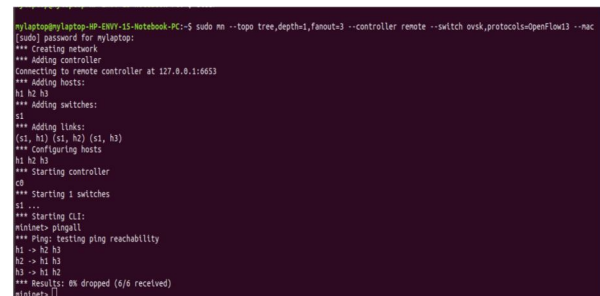 mylaptop@mylaptop-HP-ENVY-15-Notebook-PC:~$ sudo mn --topo tree,depth=1,fanout=3 --controller remote --switch ovsk,protocols=OpenFlow13 --mac
[sudo] password for mylaptop:
*** Creating network
*** Adding controller
Connecting to remote controller at 127.0.0.1:6653
*** Adding hosts:
h1 h2 h3
*** Adding switches:
s1
*** Adding links:
(s1, h1) (s1, h2) (s1, h3)
*** Configuring hosts
h1 h2 h3
*** Starting controller
c0
*** Starting 1 switches
s1 ...
*** Starting CLI:
mininet> pingall
*** Ping: testing ping reachability
h1 -> h2 h3
h2 -> h1 h3
h3 -> h1 h2
*** Results: 0% dropped (6/6 received)
mininet>